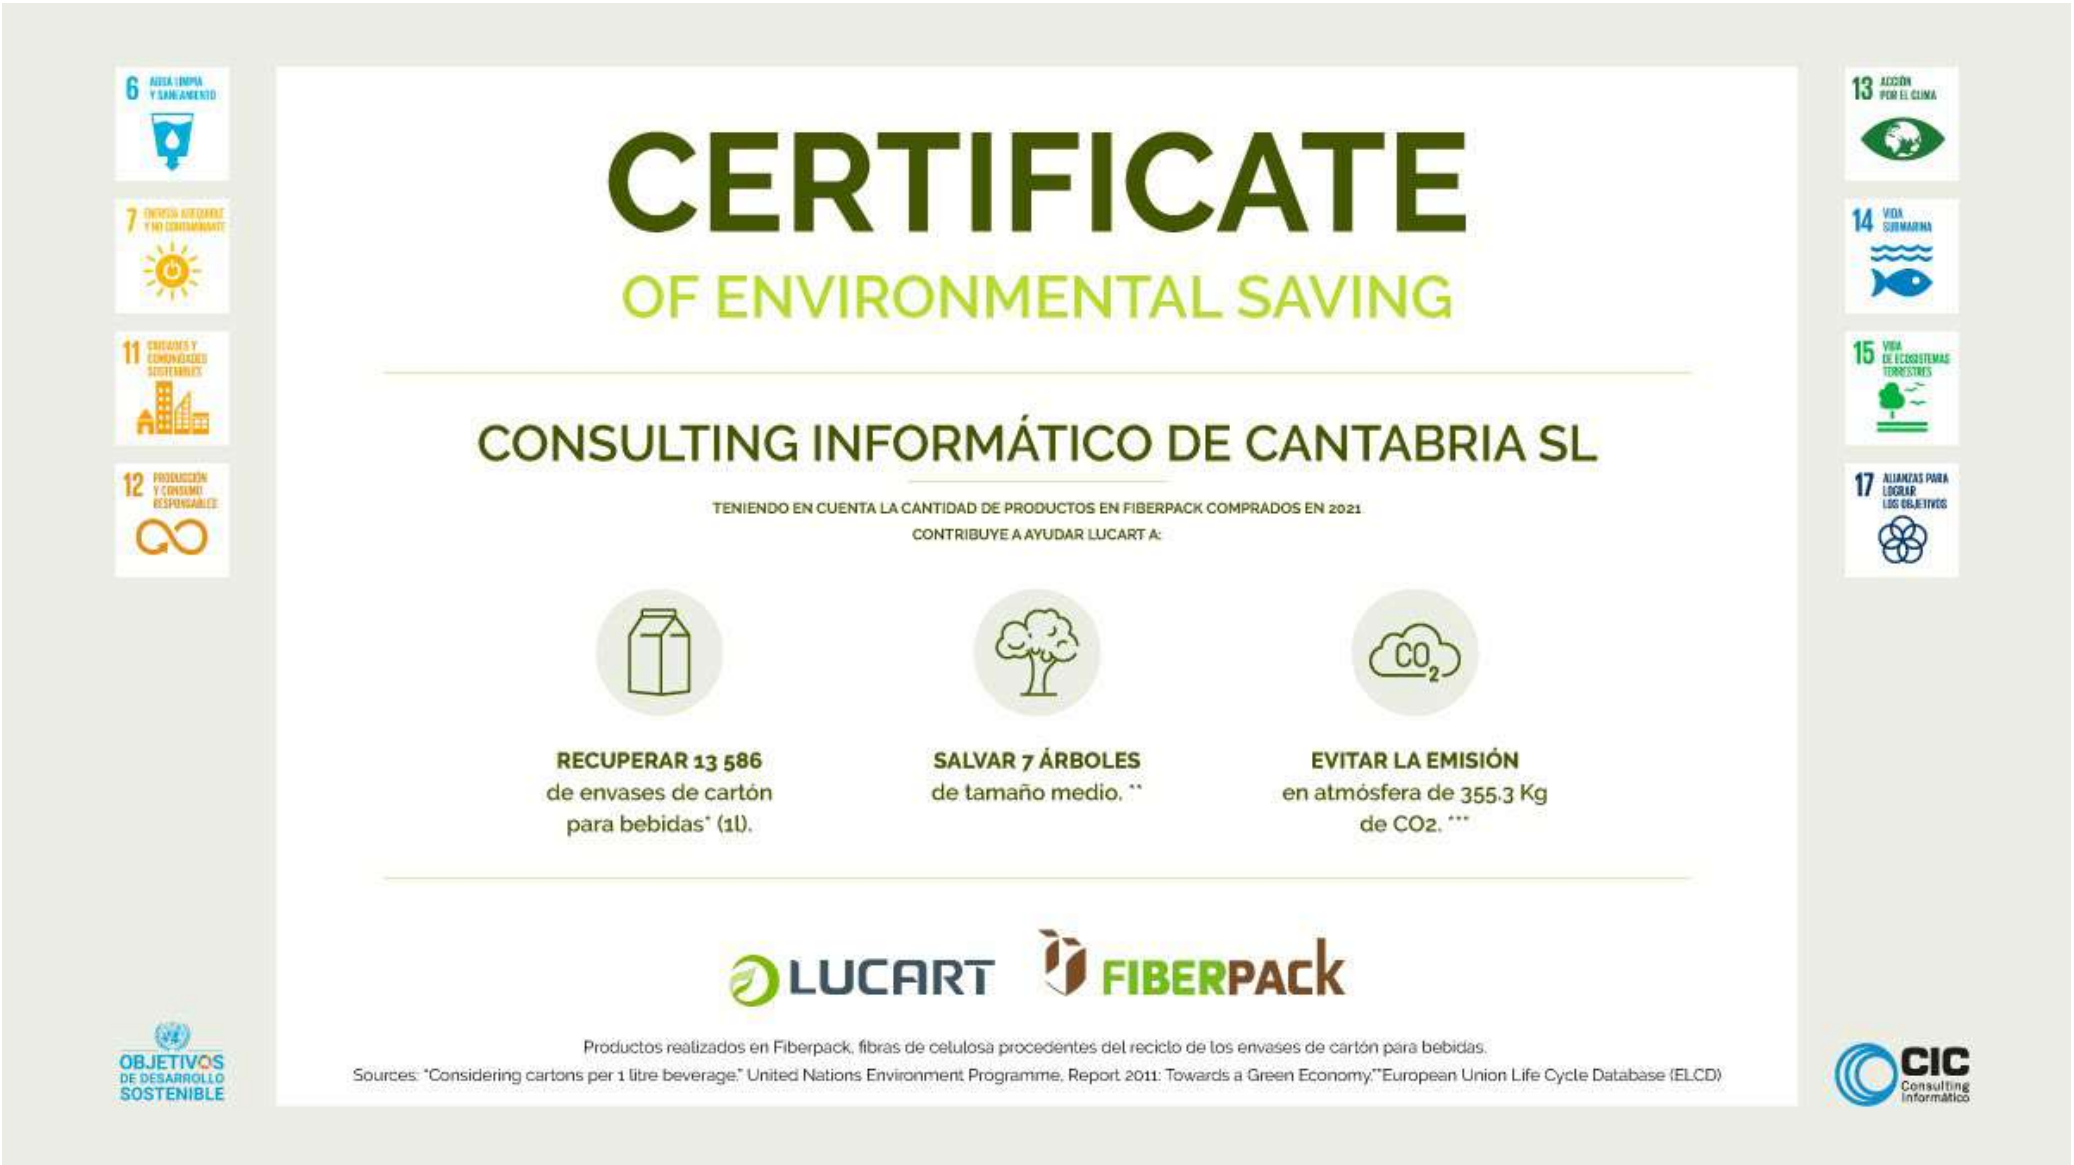 6 AGUA LIMPIA
Y SANEAMIENTO
7 ENERGÍA ASEQUIBLE
Y NO CONTAMINANTE
11 CIUDADES Y
COMUNIDADES
SOSTENIBLES
12 PRODUCCIÓN
Y CONSUMO
RESPONSABLES
CERTIFICATE
OF ENVIRONMENTAL SAVING
CONSULTING INFORMÁTICO DE CANTABRIA SL
TENIENDO EN CUENTA LA CANTIDAD DE PRODUCTOS EN FIBERPACK COMPRADOS EN 2021
CONTRIBUYE A AYUDAR LUCART A:
RECUPERAR 13 586
de envases de cartón
para bebidas* (1l).
SALVAR 7 ÁRBOLES
de tamaño medio. **
CO2
EVITAR LA EMISIÓN
en atmósfera de 355.3 Kg
de CO2. ***
LUCART
FIBERPACK
Productos realizados en Fiberpack, fibras de celulosa procedentes del reciclo de los envases de cartón para bebidas.
Sources: *Considering cartons per 1 litre beverage.* United Nations Environment Programme, Report 2011: Towards a Green Economy.**European Union Life Cycle Database (ELCD)
13 ACCIÓN
POR EL CLIMA
14 VIDA
SUBMARINA
15 VIDA
DE ECOSISTEMAS
TERRESTRES
17 ALIANZAS PARA
LOGRAR
LOS OBJETIVOS
OBJETIVOS
DE DESARROLLO
SOSTENIBLE
CIC
Consulting
Informático